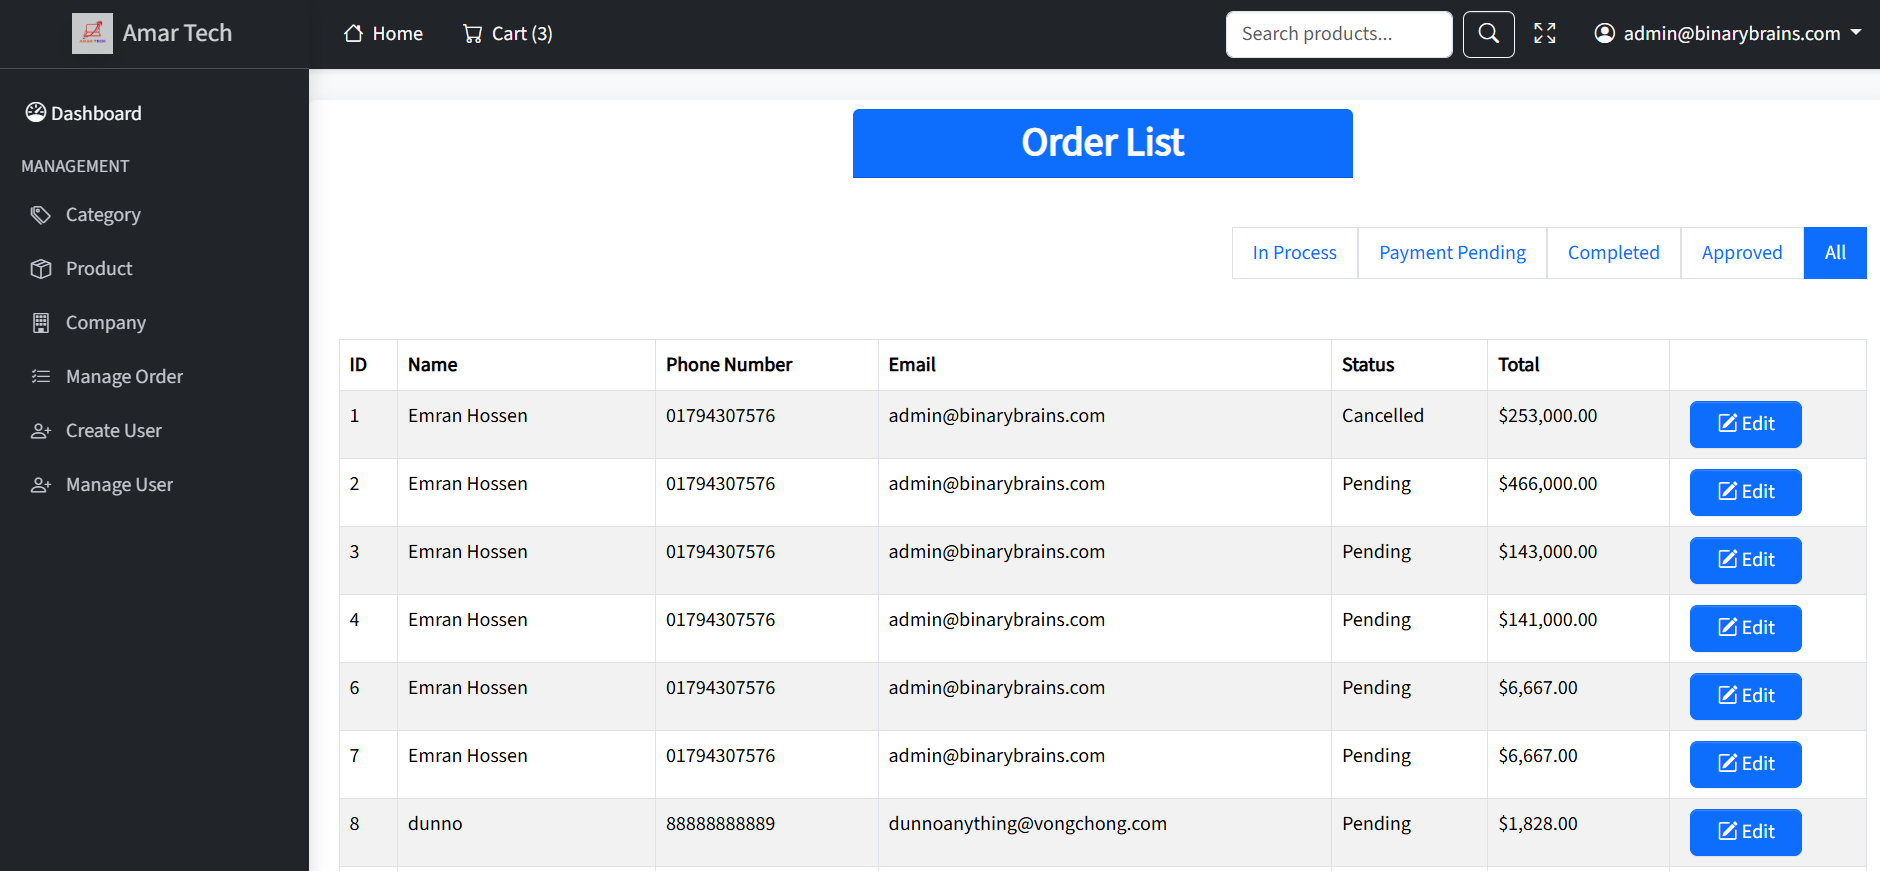 Amar Tech
Home
Cart (3)
Search products...
admin@binarybrains.com
Dashboard
MANAGEMENT
Category
Product
Company
Manage Order
Create User
Manage User
Order List
In Process Payment Pending Completed Approved All
ID Name Phone Number Email Status Total
1 Emran Hossen 01794307576 admin@binarybrains.com Cancelled $253,000.00 Edit
2 Emran Hossen 01794307576 admin@binarybrains.com Pending $466,000.00 Edit
3 Emran Hossen 01794307576 admin@binarybrains.com Pending $143,000.00 Edit
4 Emran Hossen 01794307576 admin@binarybrains.com Pending $141,000.00 Edit
6 Emran Hossen 01794307576 admin@binarybrains.com Pending $6,667.00 Edit
7 Emran Hossen 01794307576 admin@binarybrains.com Pending $6,667.00 Edit
8 dunno 88888888889 dunnoanything@vongchong.com Pending $1,828.00 Edit